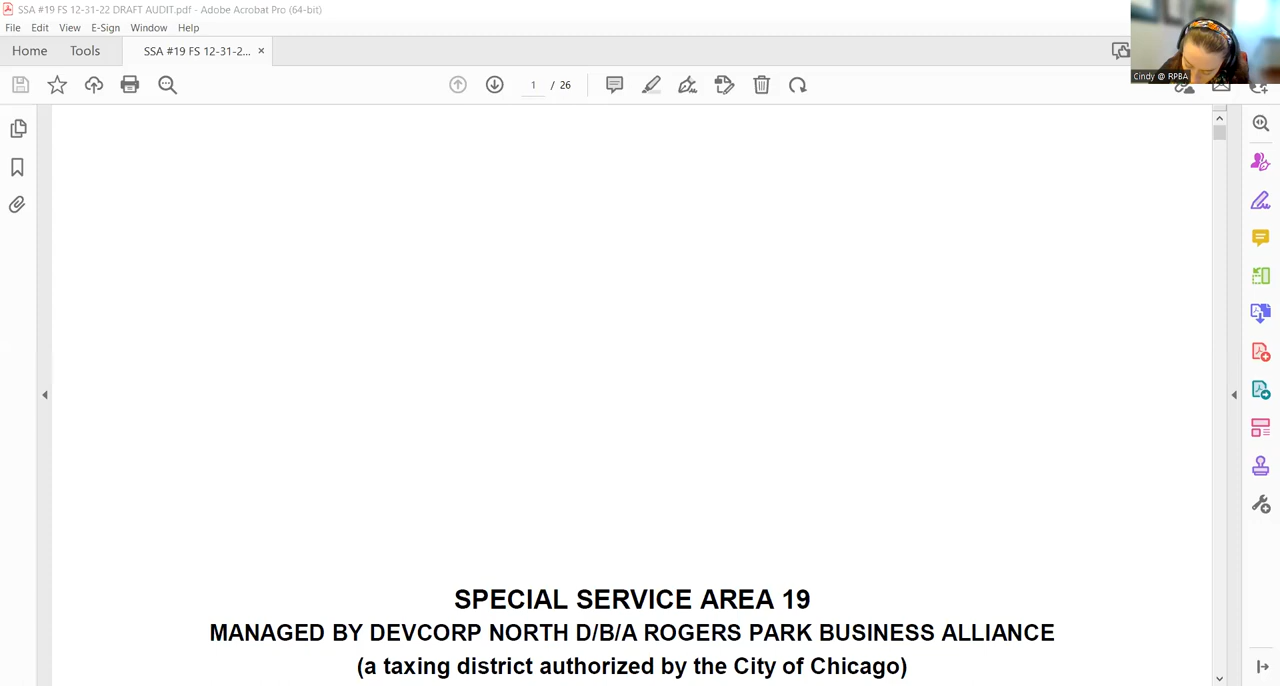 SSA #19 FS 12-31-22 DRAFT AUDIT.pdf - Adobe Acrobat Pro (64-bit)
File Edit View E-Sign Window Help
Home Tools SSA #19 FS 12-31-2... ×
1 / 26
Cindy @ RPBA
SPECIAL SERVICE AREA 19
MANAGED BY DEVCORP NORTH D/B/A ROGERS PARK BUSINESS ALLIANCE
(a taxing district authorized by the City of Chicago)